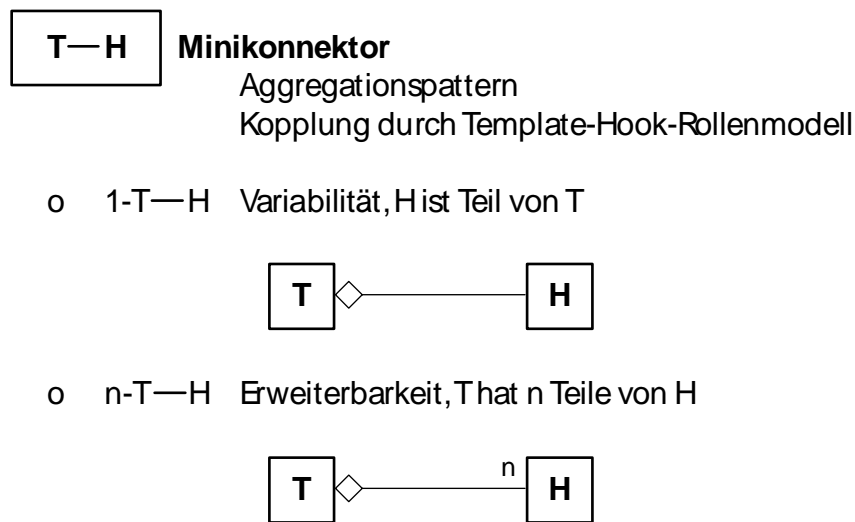 T—H Minikonnektor
Aggregationspattern
Kopplung durch Template-Hook-Rollenmodell
o 1-T—H Variabilität, H ist Teil von T
T H
o n-T—H Erweiterbarkeit, T hat n Teile von H
n
T H